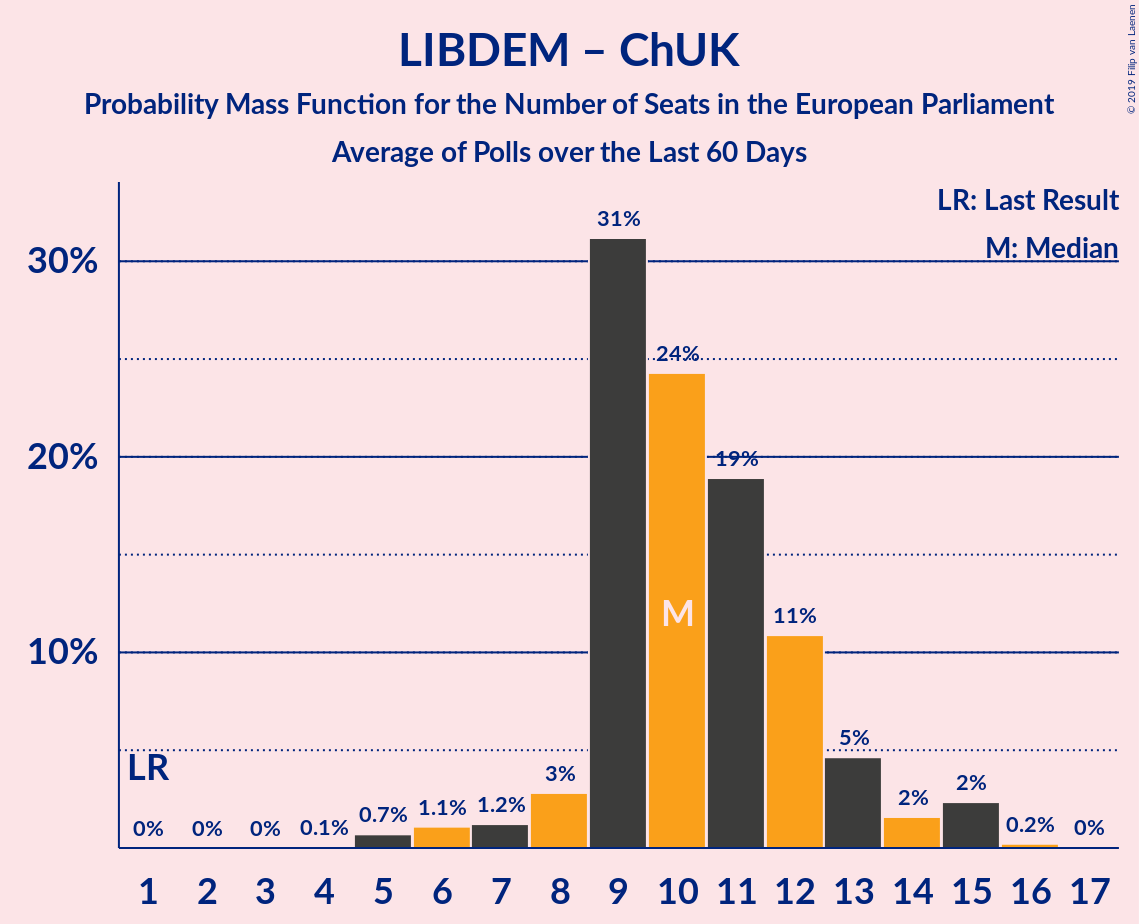 LIBDEM – ChUK
Probability Mass Function for the Number of Seats in the European Parliament
Average of Polls over the Last 60 Days
© 2019 Filip van Laenen
LR: Last Result
M: Median
30%
20%
10%
LR
M
0% 0% 0% 0.1% 0.7% 1.1% 1.2% 3% 31% 24% 19% 11% 5% 2% 2% 0.2% 0%
1 2 3 4 5 6 7 8 9 10 11 12 13 14 15 16 17